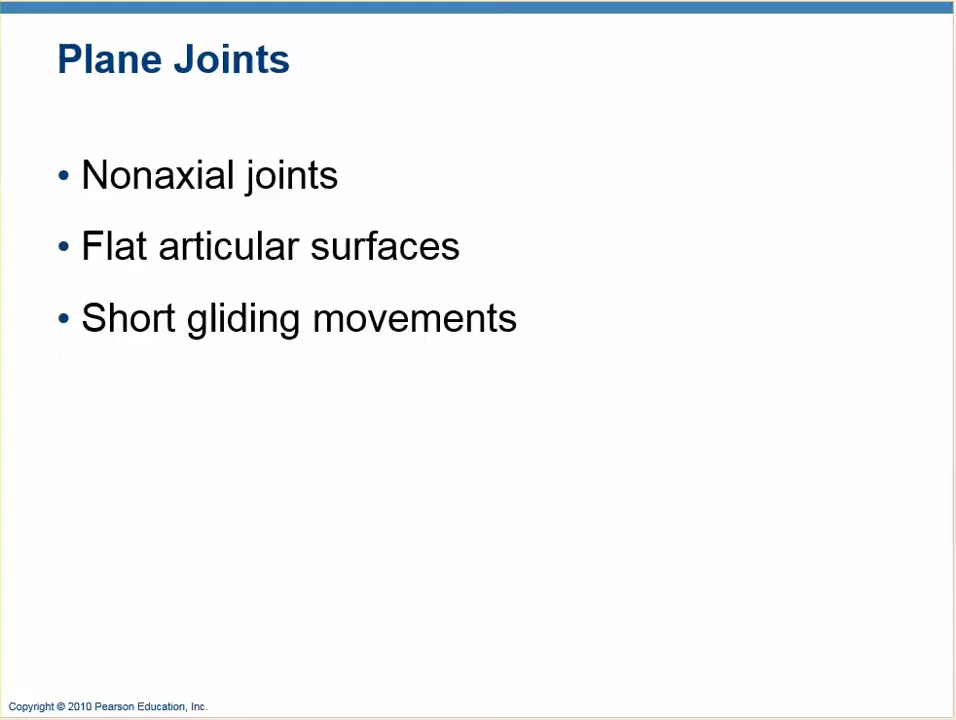 Plane Joints
• Nonaxial joints
• Flat articular surfaces
• Short gliding movements
Copyright © 2010 Pearson Education, Inc.